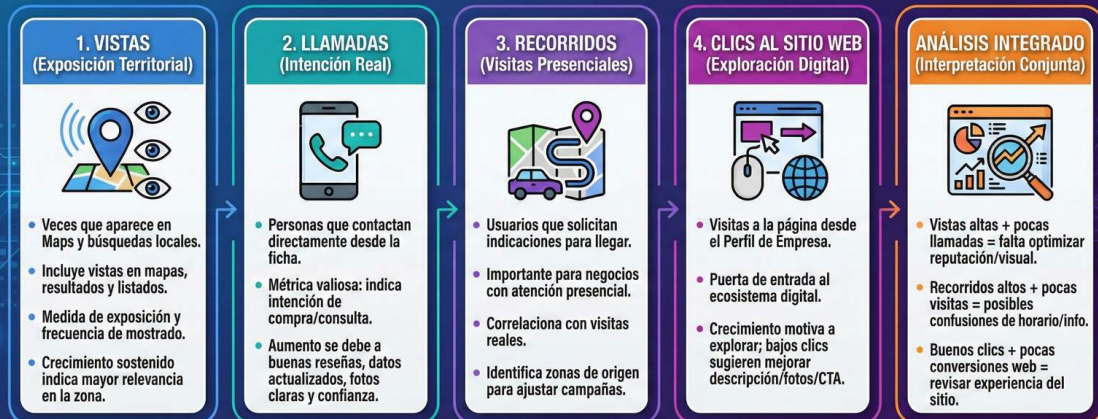 1. VISTAS
(Exposición Territorial)
• Veces que aparece en
Maps y búsquedas locales.
• Incluye vistas en mapas,
resultados y listados.
• Medida de exposición y
frecuencia de mostrado.
• Crecimiento sostenido
indica mayor relevancia
en la zona.
2. LLAMADAS
(Intención Real)
• Personas que contactan
directamente desde la
ficha.
• Métrica valiosa: indica
intención de
compra/consulta.
• Aumento se debe a
buenas reseñas, datos
actualizados, fotos
claras y confianza.
3. RECORRIDOS
(Visitas Presenciales)
• Usuarios que solicitan
indicaciones para llegar.
• Importante para negocios
con atención presencial.
• Correlaciona con visitas
reales.
• Identifica zonas de origen
para ajustar campañas.
4. CLICS AL SITIO WEB
(Exploración Digital)
• Visitas a la página desde
el Perfil de Empresa.
• Puerta de entrada al
ecosistema digital.
• Crecimiento motiva a
explorar; bajos clics
sugieren mejorar
descripción/fotos/CTA.
ANÁLISIS INTEGRADO
(Interpretación Conjunta)
• Vistas altas + pocas
llamadas = falta optimizar
reputación/visual.
• Recorridos altos + pocas
visitas = posibles
confusiones de horario/info.
• Buenos clics + pocas
conversiones web =
revisar experiencia del
sitio.